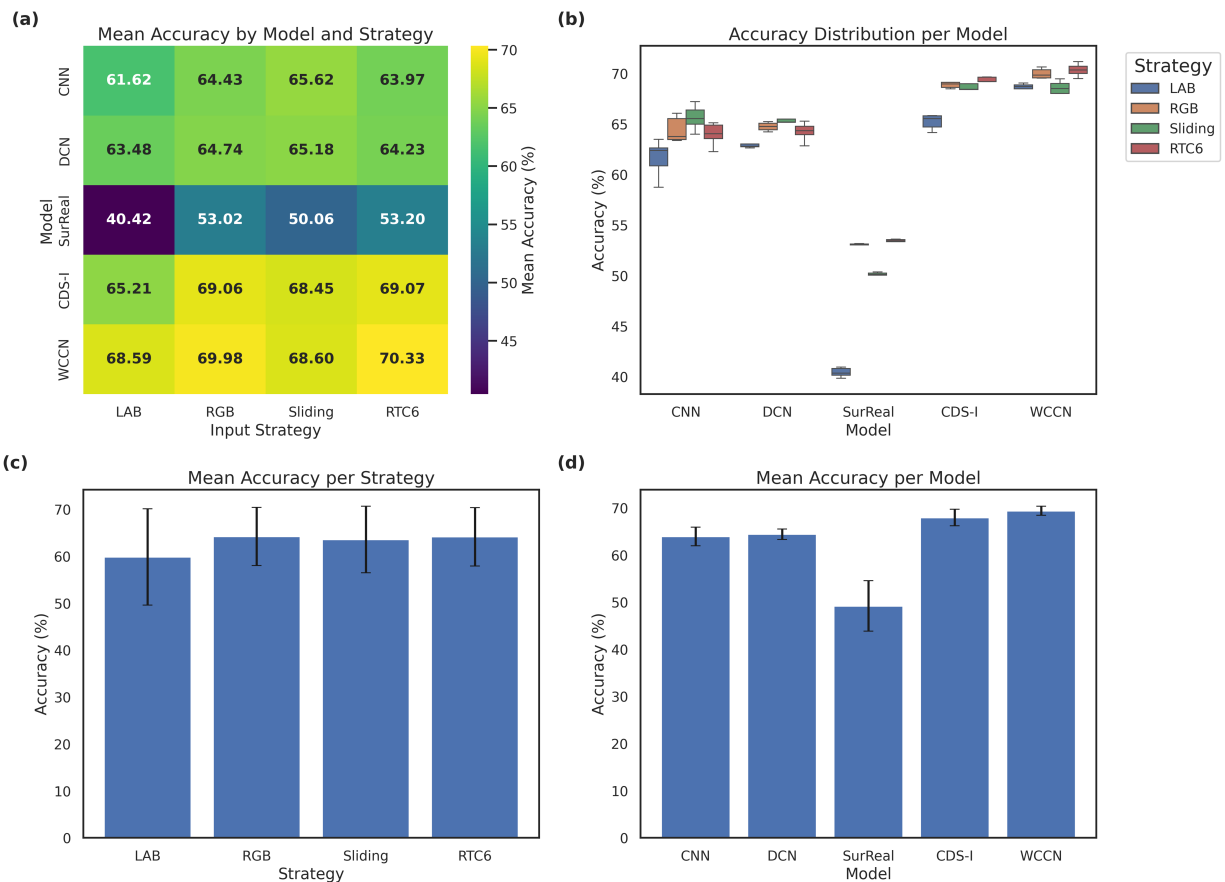 (a)
Mean Accuracy by Model and Strategy
CNN 61.62 64.43 65.62 63.97
DCN 63.48 64.74 65.18 64.23
SurReal 40.42 53.02 50.06 53.20
CDS-I 65.21 69.06 68.45 69.07
WCCN 68.59 69.98 68.60 70.33
Model
LAB RGB Sliding RTC6
Input Strategy
70
65
60
55
50
45
Mean Accuracy (%)
(b)
Accuracy Distribution per Model
70
65
60
55
50
45
40
Accuracy (%)
CNN DCN SurReal CDS-I WCCN
Model
Strategy
LAB
RGB
Sliding
RTC6
(c)
Mean Accuracy per Strategy
70
60
50
40
30
20
10
0
Accuracy (%)
LAB RGB Sliding RTC6
Strategy
(d)
Mean Accuracy per Model
70
60
50
40
30
20
10
0
Accuracy (%)
CNN DCN SurReal CDS-I WCCN
Model